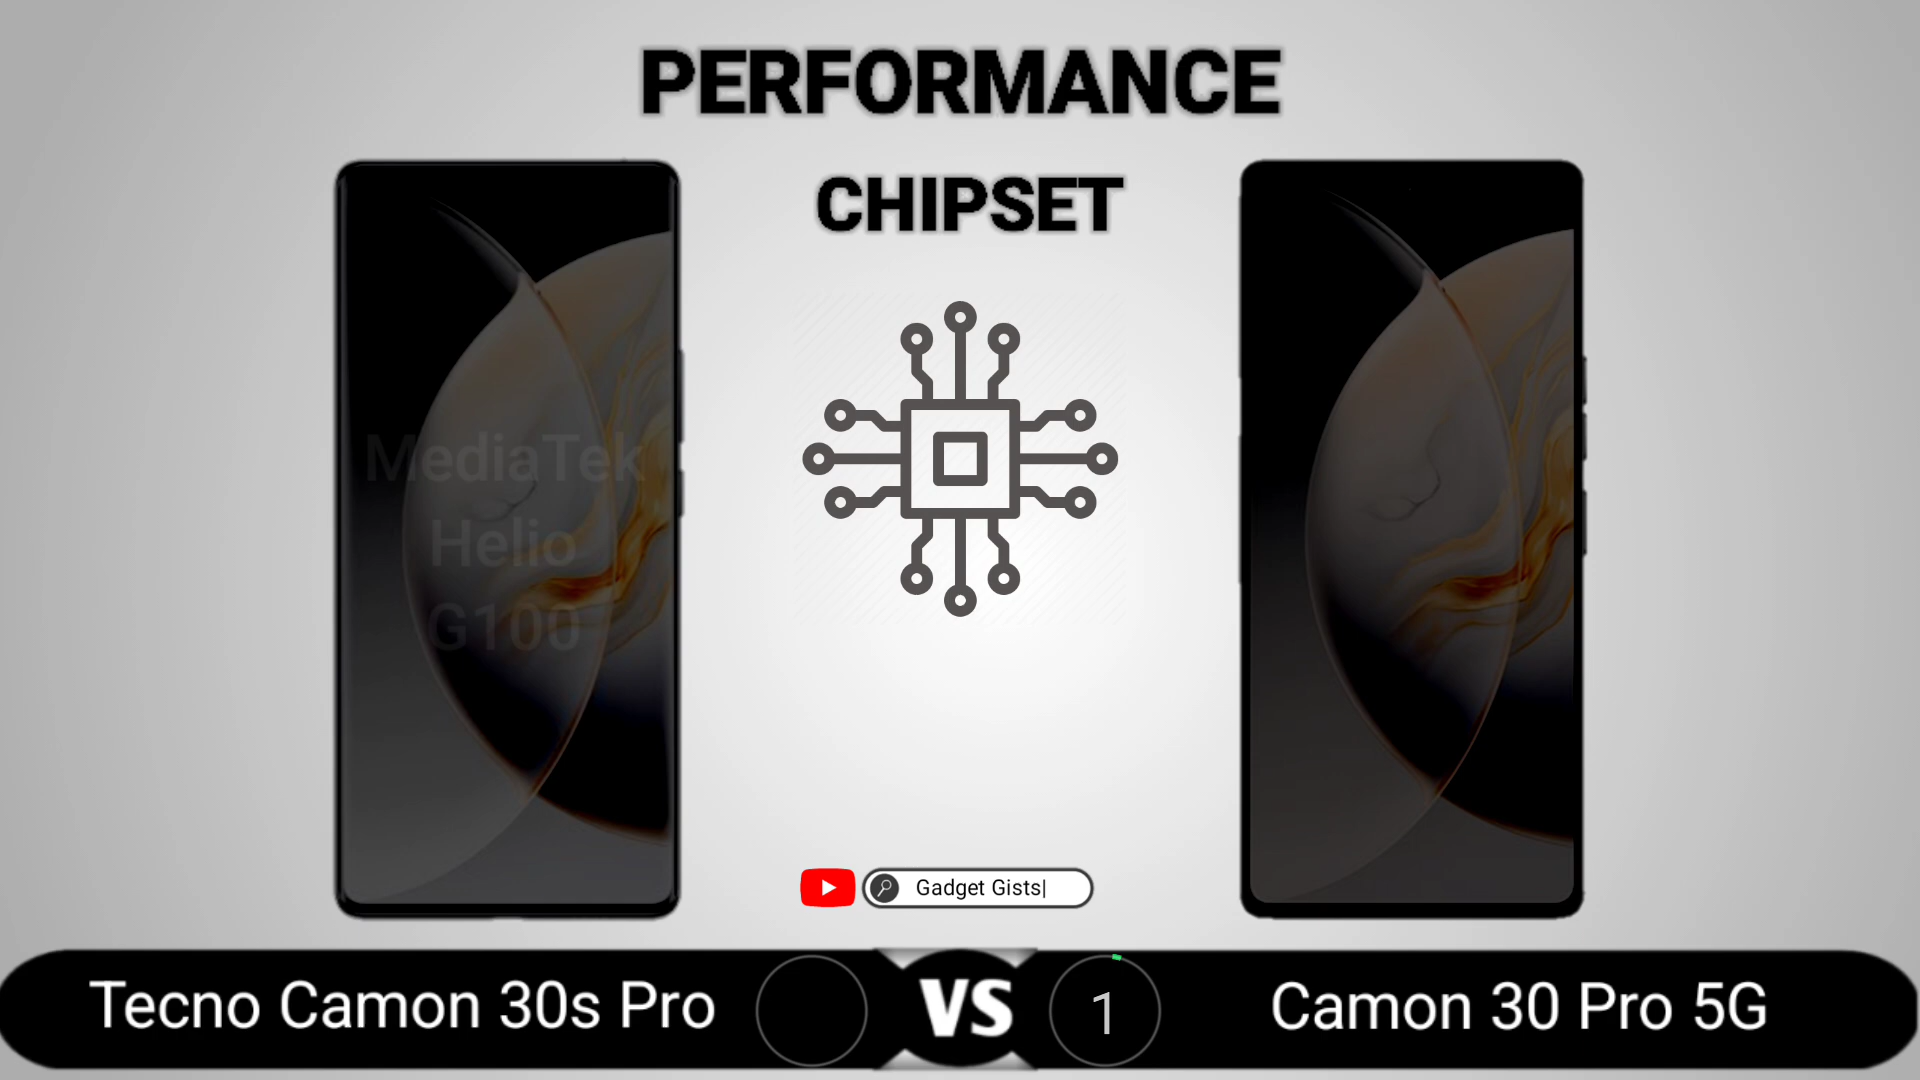 PERFORMANCE
CHIPSET
MediaTek
Helio
G100
Gadget Gists|
Tecno Camon 30s Pro
VS
1
Camon 30 Pro 5G